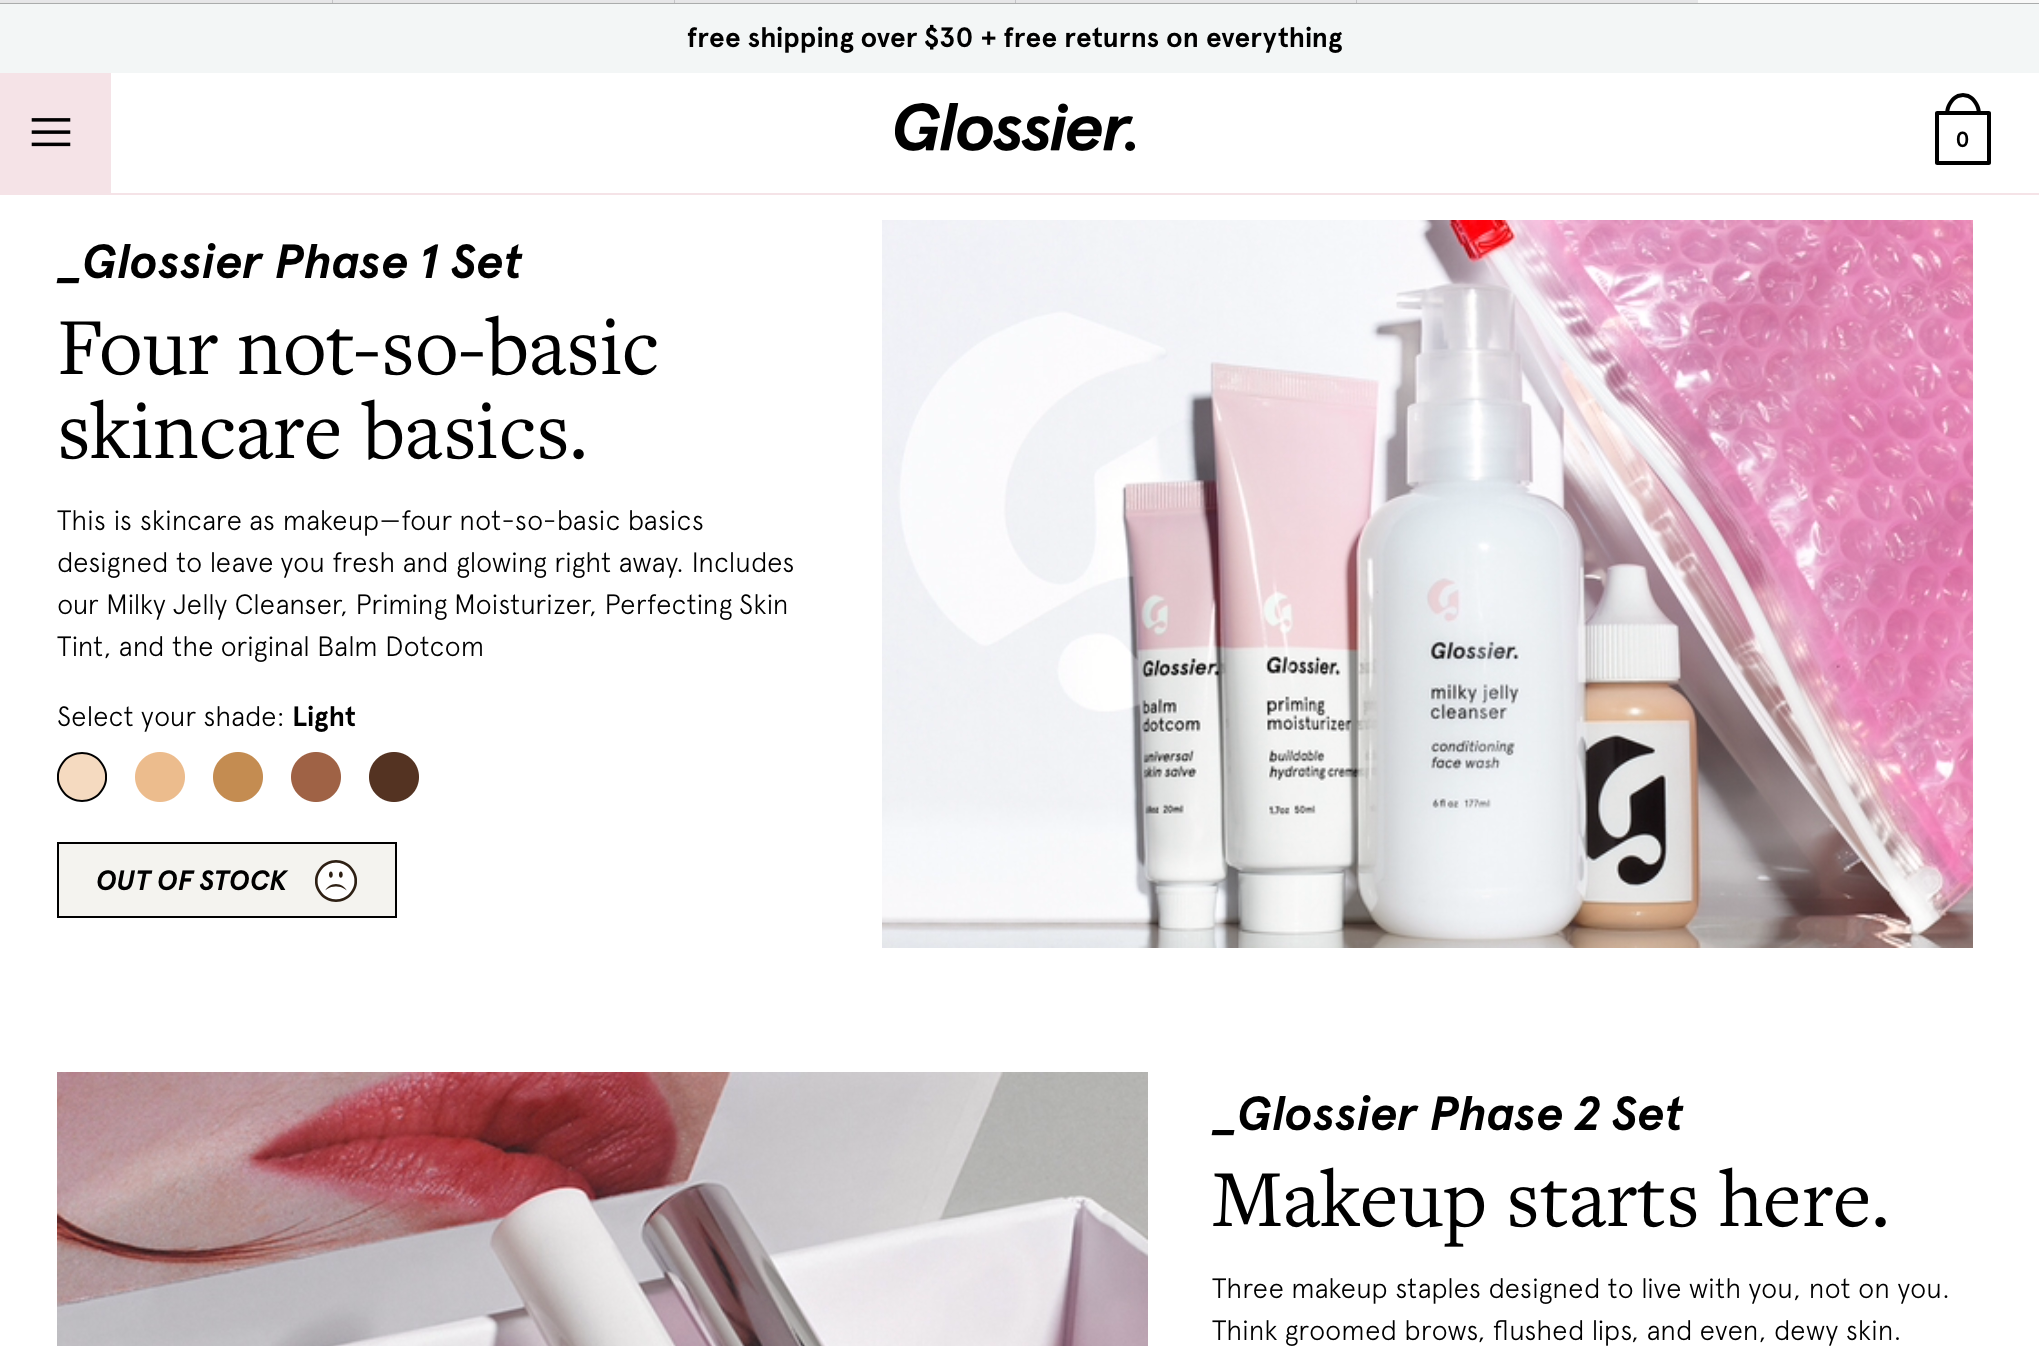 free shipping over $30 + free returns on everything
Glossier.
0
_Glossier Phase 1 Set
Four not-so-basic
skincare basics.
This is skincare as makeup—four not-so-basic basics
designed to leave you fresh and glowing right away. Includes
our Milky Jelly Cleanser, Priming Moisturizer, Perfecting Skin
Tint, and the original Balm Dotcom
Select your shade: Light
OUT OF STOCK
Glossier.
balm
dotcom
universal
skin salve
20ml
Glossier.
priming
moisturizer
buildable
hydrating creme
1.7oz 50ml
Glossier.
milky jelly
cleanser
conditioning
face wash
6 fl oz 177ml
_Glossier Phase 2 Set
Makeup starts here.
Three makeup staples designed to live with you, not on you.
Think groomed brows, flushed lips, and even, dewy skin.